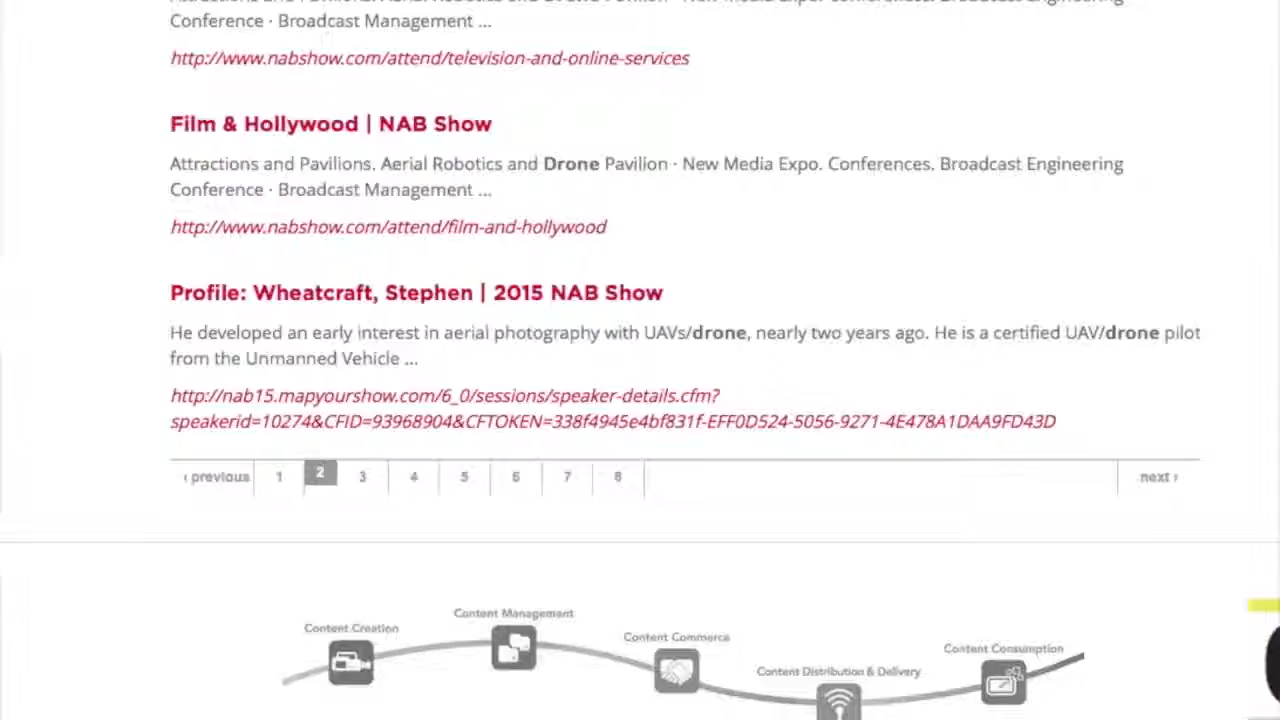 Conference · Broadcast Management ...
http://www.nabshow.com/attend/television-and-online-services
Film & Hollywood | NAB Show
Attractions and Pavilions. Aerial Robotics and Drone Pavilion · New Media Expo. Conferences. Broadcast Engineering
Conference · Broadcast Management ...
http://www.nabshow.com/attend/film-and-hollywood
Profile: Wheatcraft, Stephen | 2015 NAB Show
He developed an early interest in aerial photography with UAVs/drone, nearly two years ago. He is a certified UAV/drone pilot
from the Unmanned Vehicle ...
http://nab15.mapyourshow.com/6_0/sessions/speaker-details.cfm?
speakerid=10274&CFID=93968904&CFTOKEN=338f4945e4bf831f-EFF0D524-5056-9271-4E478A1DAA9FD43D
‹ previous 1 2 3 4 5 6 7 8 next ›
Content Management
Content Creation
Content Commerce
Content Consumption
Content Distribution & Delivery